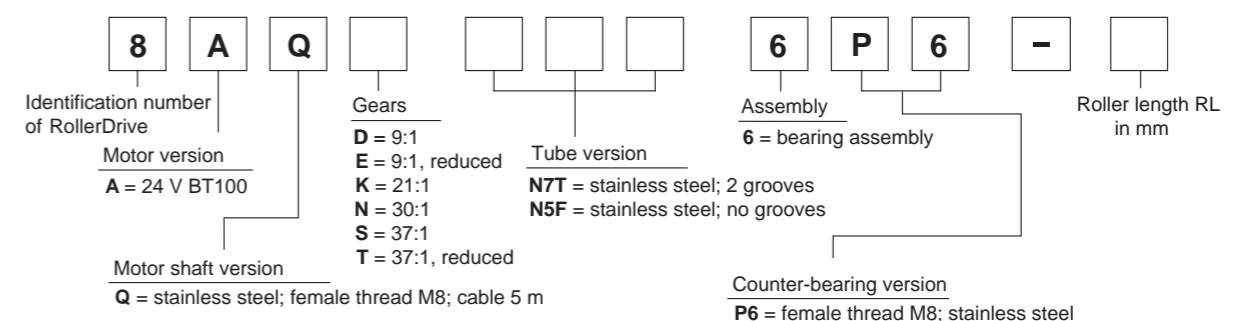 8 A Q 6 P 6 –
Identification number
of RollerDrive
Motor version
A = 24 V BT100
Motor shaft version
Q = stainless steel; female thread M8; cable 5 m
Gears
D = 9:1
E = 9:1, reduced
K = 21:1
N = 30:1
S = 37:1
T = 37:1, reduced
Tube version
N7T = stainless steel; 2 grooves
N5F = stainless steel; no grooves
Assembly
6 = bearing assembly
Counter-bearing version
P6 = female thread M8; stainless steel
Roller length RL
in mm